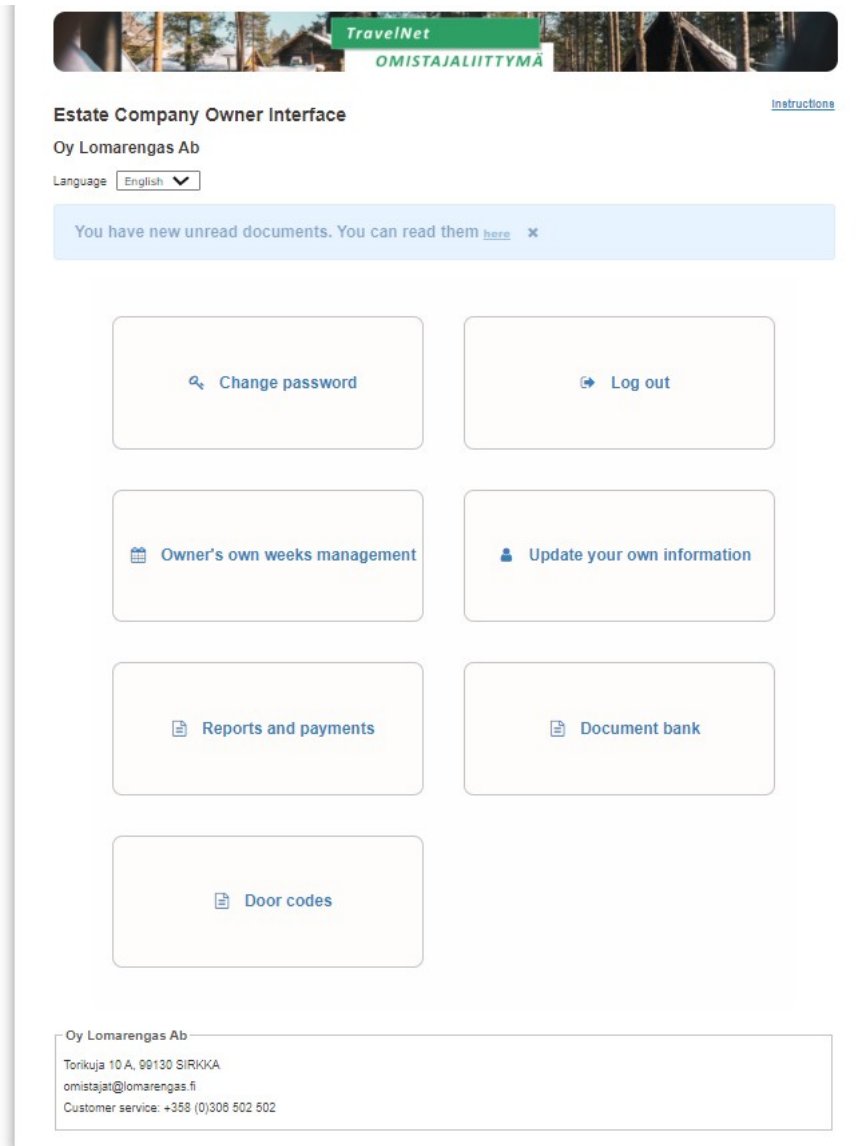 TravelNet
OMISTAJALIITTYMÄ
Instructions
Estate Company Owner Interface
Oy Lomarengas Ab
Language English
You have new unread documents. You can read them here
Change password
Log out
Owner's own weeks management
Update your own information
Reports and payments
Document bank
Door codes
Oy Lomarengas Ab
Torikuja 10 A, 99130 SIRKKA
omistajat@lomarengas.fi
Customer service: +358 (0)306 502 502